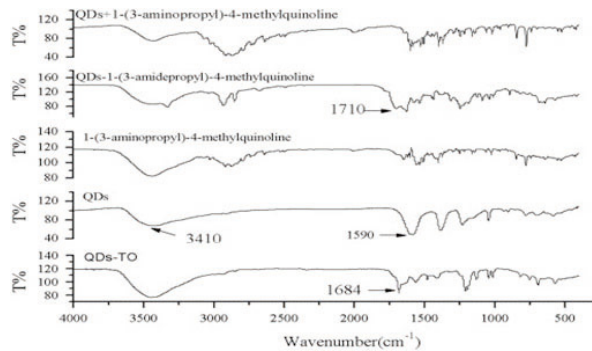 QDs+1-(3-aminopropyl)-4-methylquinoline
T%
120
80
40
QDs-1-(3-amidepropyl)-4-methylquinoline
T%
160
120
80
1710
1-(3-aminopropyl)-4-methylquinoline
T%
120
100
80
QDs
T%
120
80
40
3410
1590
QDs-TO
T%
120
100
80
1684
4000 3500 3000 2500 2000 1500 1000 500
Wavenumber(cm⁻¹)